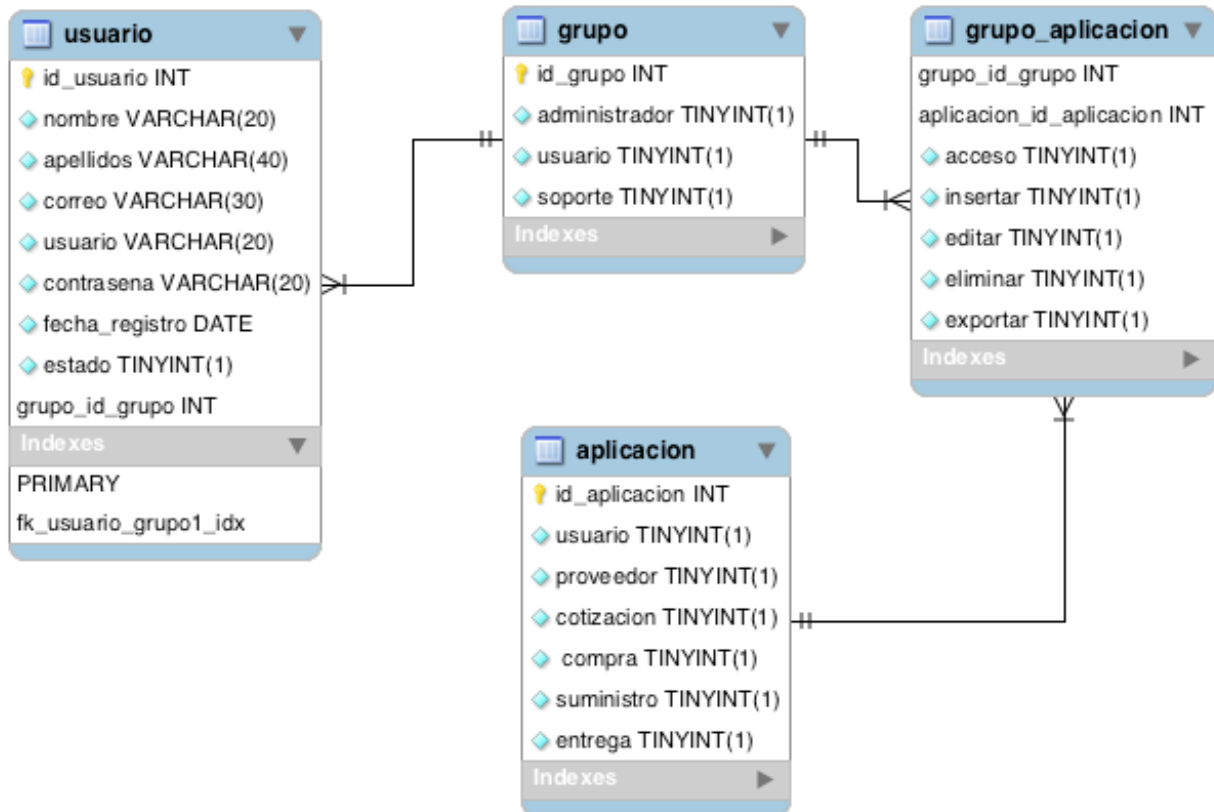 usuario
id_usuario INT
nombre VARCHAR(20)
apellidos VARCHAR(40)
correo VARCHAR(30)
usuario VARCHAR(20)
contrasena VARCHAR(20)
fecha_registro DATE
estado TINYINT(1)
grupo_id_grupo INT
Indexes
PRIMARY
fk_usuario_grupo1_idx
grupo
id_grupo INT
administrador TINYINT(1)
usuario TINYINT(1)
soporte TINYINT(1)
Indexes
grupo_aplicacion
grupo_id_grupo INT
aplicacion_id_aplicacion INT
acceso TINYINT(1)
insertar TINYINT(1)
editar TINYINT(1)
eliminar TINYINT(1)
exportar TINYINT(1)
Indexes
aplicacion
id_aplicacion INT
usuario TINYINT(1)
proveedor TINYINT(1)
cotizacion TINYINT(1)
compra TINYINT(1)
suministro TINYINT(1)
entrega TINYINT(1)
Indexes